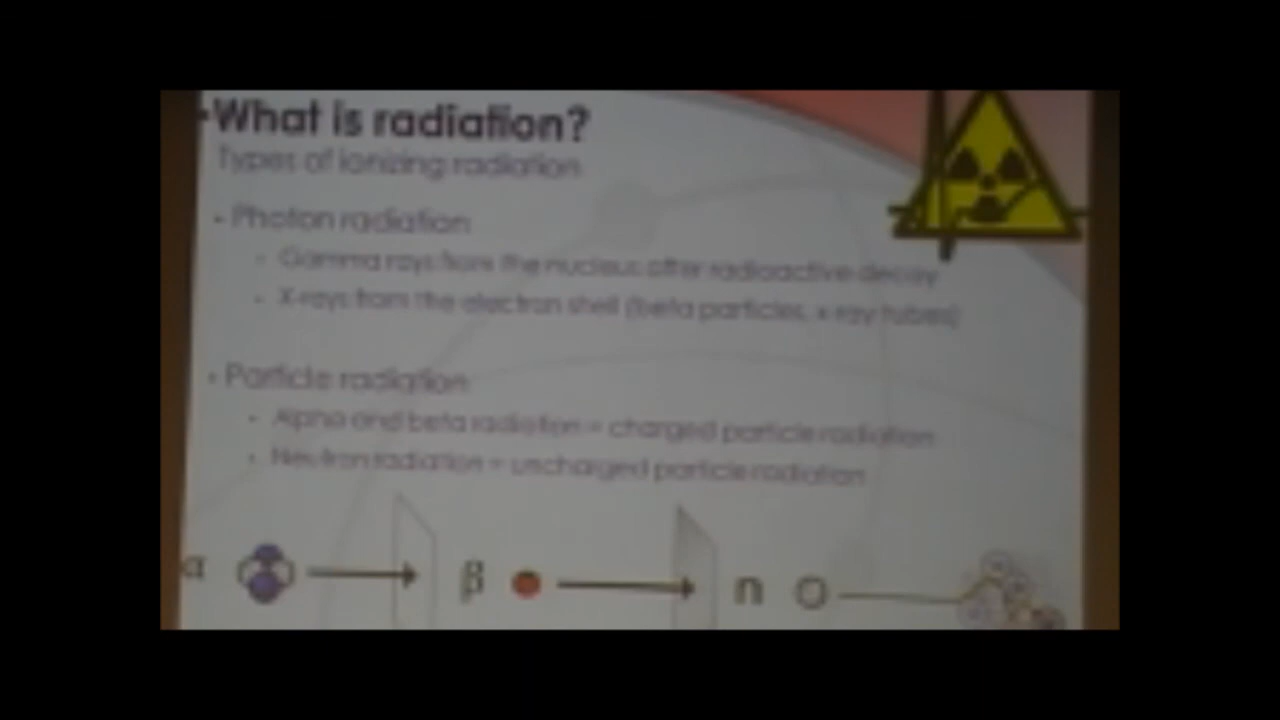 What is radiation?
Types of ionizing radiation
- Photon radiation
- Gamma rays from the nucleus after radioactive decay
- X-rays from the electron shell (beta particles, x-ray tubes)
- Particle radiation
- Alpha and beta radiation = charged particle radiation
- Neutron radiation = uncharged particle radiation
α β n